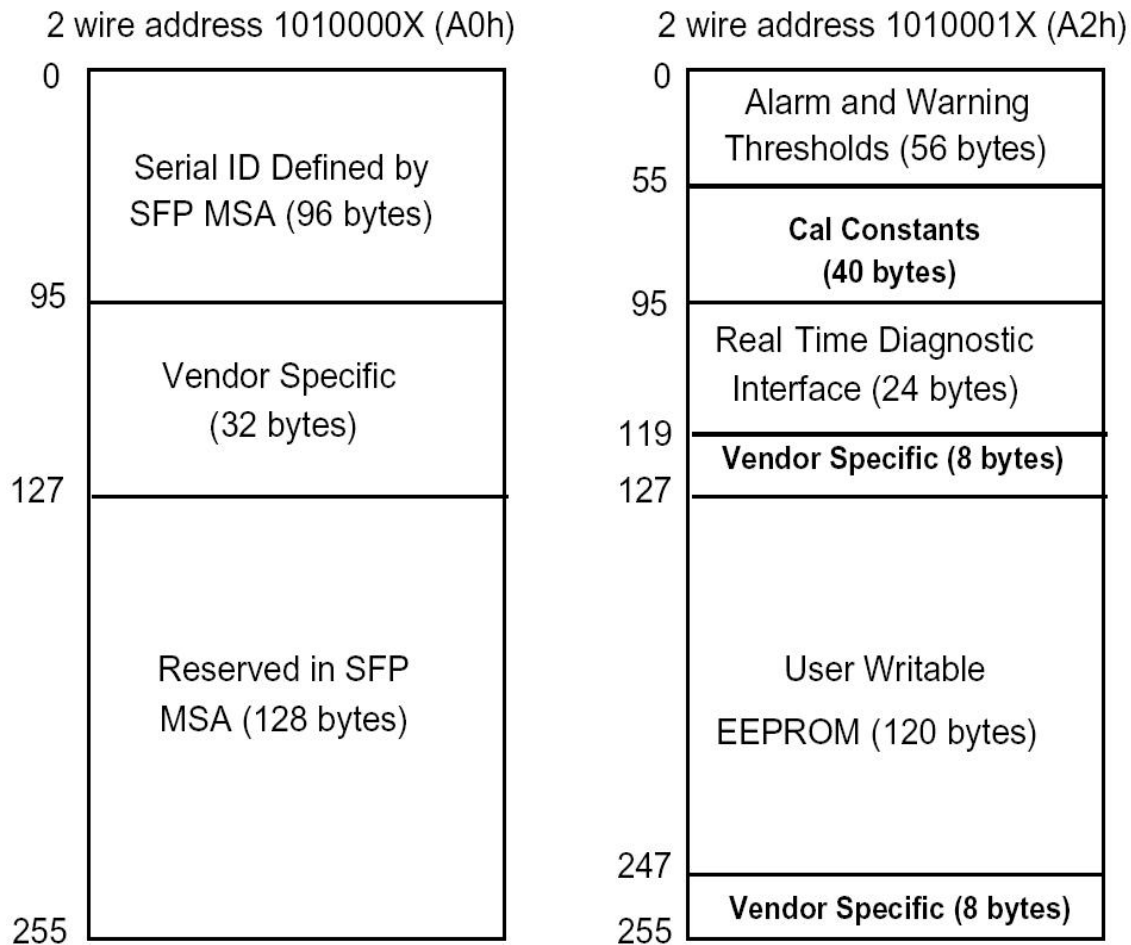 2 wire address 1010000X (A0h)
0
Serial ID Defined by
SFP MSA (96 bytes)
95
Vendor Specific
(32 bytes)
127
Reserved in SFP
MSA (128 bytes)
255
2 wire address 1010001X (A2h)
0
Alarm and Warning
Thresholds (56 bytes)
55
Cal Constants
(40 bytes)
95
Real Time Diagnostic
Interface (24 bytes)
119
Vendor Specific (8 bytes)
127
User Writable
EEPROM (120 bytes)
247
Vendor Specific (8 bytes)
255